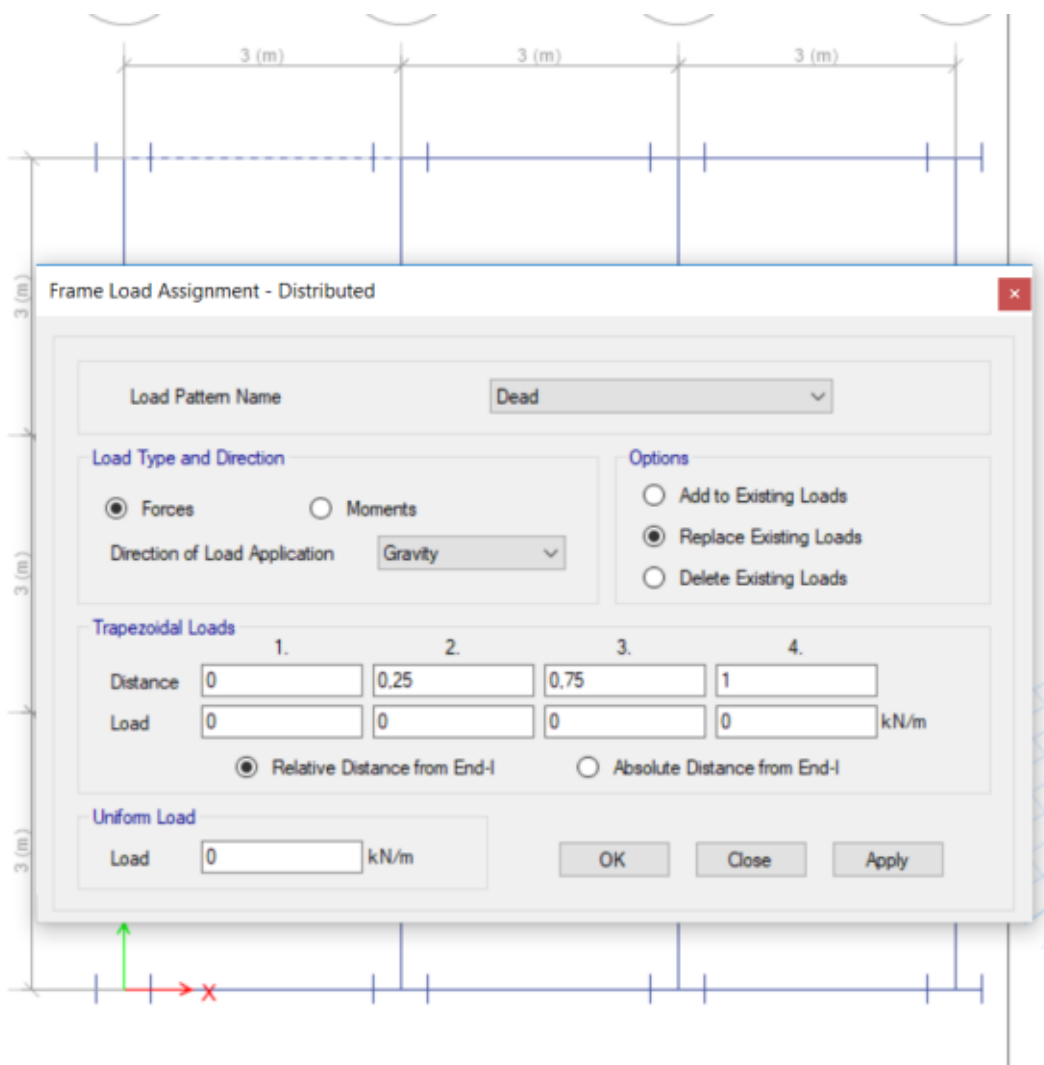 3 (m) 3 (m) 3 (m)
3 (m)
Frame Load Assignment - Distributed
Load Pattern Name Dead
Load Type and Direction
Forces Moments
Direction of Load Application Gravity
Options
Add to Existing Loads
Replace Existing Loads
Delete Existing Loads
3 (m)
Trapezoidal Loads
1. 2. 3. 4.
Distance 0 0,25 0,75 1
Load 0 0 0 0 kN/m
Relative Distance from End-I Absolute Distance from End-I
3 (m)
Uniform Load
Load 0 kN/m
OK Close Apply
X